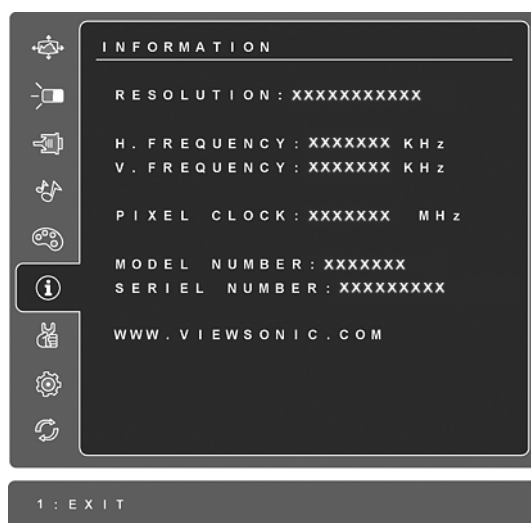 INFORMATION
RESOLUTION: XXXXXXXXXXX
H. FREQUENCY: XXXXXXX KHz
V. FREQUENCY: XXXXXXX KHz
PIXEL CLOCK: XXXXXXX MHz
MODEL NUMBER: XXXXXXX
SERIEL NUMBER: XXXXXXXXX
WWW.VIEWSONIC.COM
1:EXIT